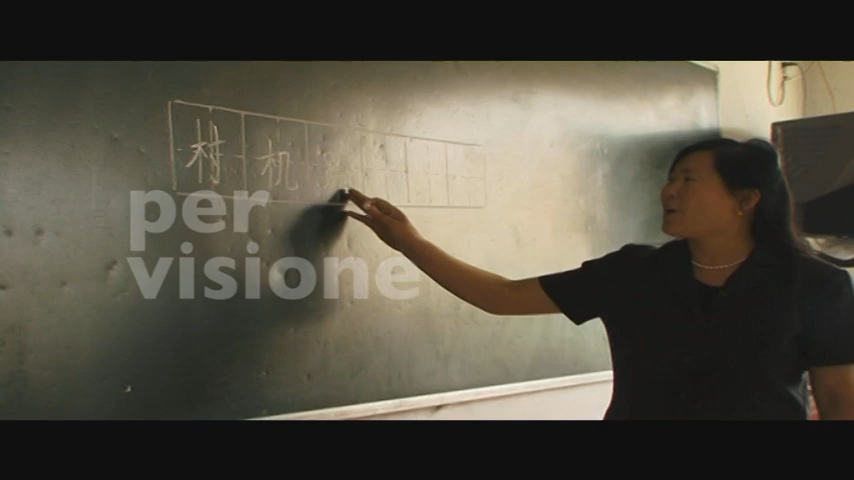 村机
per
visione